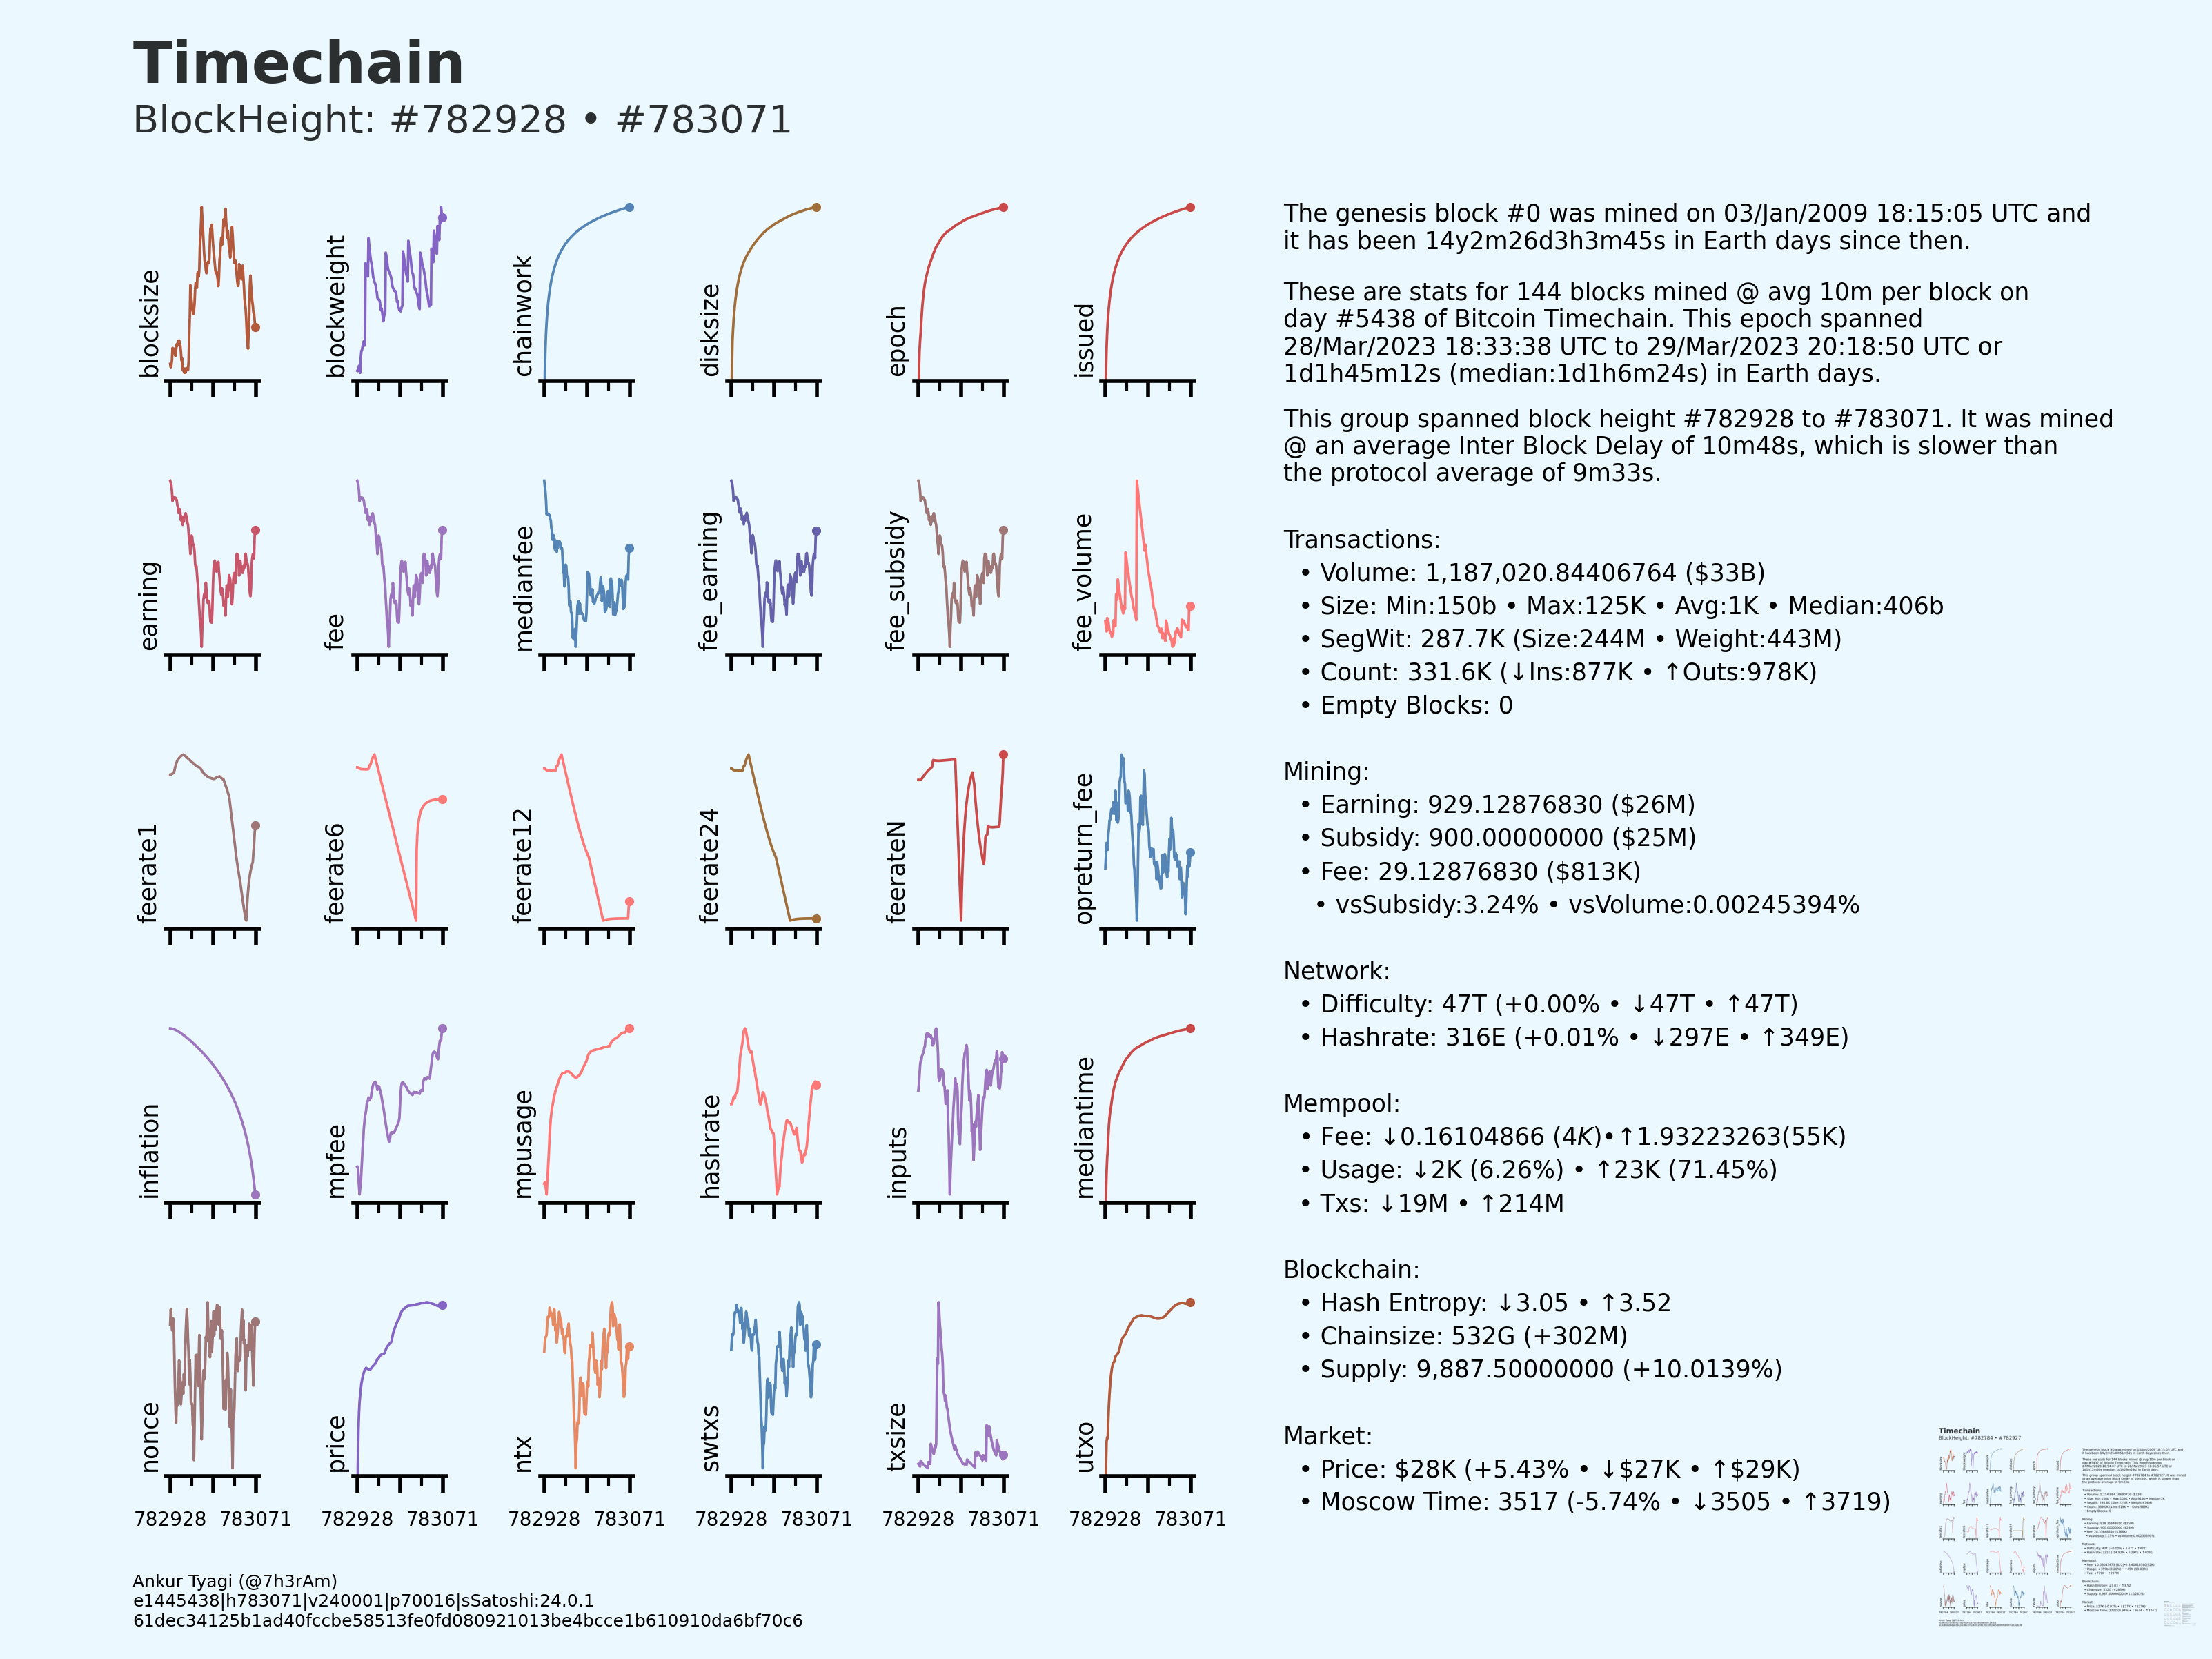 Timechain
BlockHeight: #782928 • #783071
blocksize
blockweight
chainwork
disksize
epoch
issued
earning
fee
medianfee
fee_earning
fee_subsidy
fee_volume
feerate1
feerate6
feerate12
feerate24
feerateN
opreturn_fee
inflation
mpfee
mpusage
hashrate
inputs
mediantime
nonce
price
ntx
swtxs
txsize
utxo
782928 783071 782928 783071 782928 783071 782928 783071 782928 783071 782928 783071
The genesis block #0 was mined on 03/Jan/2009 18:15:05 UTC and
it has been 14y2m26d3h3m45s in Earth days since then.
These are stats for 144 blocks mined @ avg 10m per block on
day #5438 of Bitcoin Timechain. This epoch spanned
28/Mar/2023 18:33:38 UTC to 29/Mar/2023 20:18:50 UTC or
1d1h45m12s (median:1d1h6m24s) in Earth days.
This group spanned block height #782928 to #783071. It was mined
@ an average Inter Block Delay of 10m48s, which is slower than
the protocol average of 9m33s.
Transactions:
• Volume: 1,187,020.84406764 ($33B)
• Size: Min:150b • Max:125K • Avg:1K • Median:406b
• SegWit: 287.7K (Size:244M • Weight:443M)
• Count: 331.6K (↓Ins:877K • ↑Outs:978K)
• Empty Blocks: 0
Mining:
• Earning: 929.12876830 ($26M)
• Subsidy: 900.00000000 ($25M)
• Fee: 29.12876830 ($813K)
• vsSubsidy:3.24% • vsVolume:0.00245394%
Network:
• Difficulty: 47T (+0.00% • ↓47T • ↑47T)
• Hashrate: 316E (+0.01% • ↓297E • ↑349E)
Mempool:
• Fee: ↓0.16104866 (4K)•↑1.93223263(55K)
• Usage: ↓2K (6.26%) • ↑23K (71.45%)
• Txs: ↓19M • ↑214M
Blockchain:
• Hash Entropy: ↓3.05 • ↑3.52
• Chainsize: 532G (+302M)
• Supply: 9,887.50000000 (+10.0139%)
Market:
• Price: $28K (+5.43% • ↓$27K • ↑$29K)
• Moscow Time: 3517 (-5.74% • ↓3505 • ↑3719)
Ankur Tyagi (@7h3rAm)
e1445438|h783071|v240001|p70016|sSatoshi:24.0.1
61dec34125b1ad40fccbe58513fe0fd080921013be4bcce1b610910da6bf70c6
Timechain
BlockHeight: #782784 • #782927